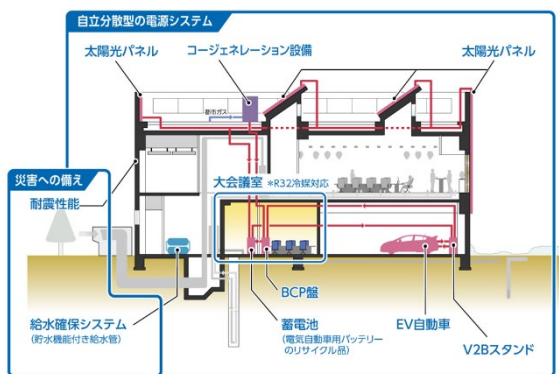 自立分散型の電源システム
太陽光パネル
コージェネレーション設備
太陽光パネル
都市ガス
災害への備え
耐震性能
大会議室 *R32冷媒対応
BCP盤
給水確保システム
(貯水機能付き給水管)
蓄電池
(電気自動車用バッテリー
のリサイクル品)
EV自動車
V2Bスタンド